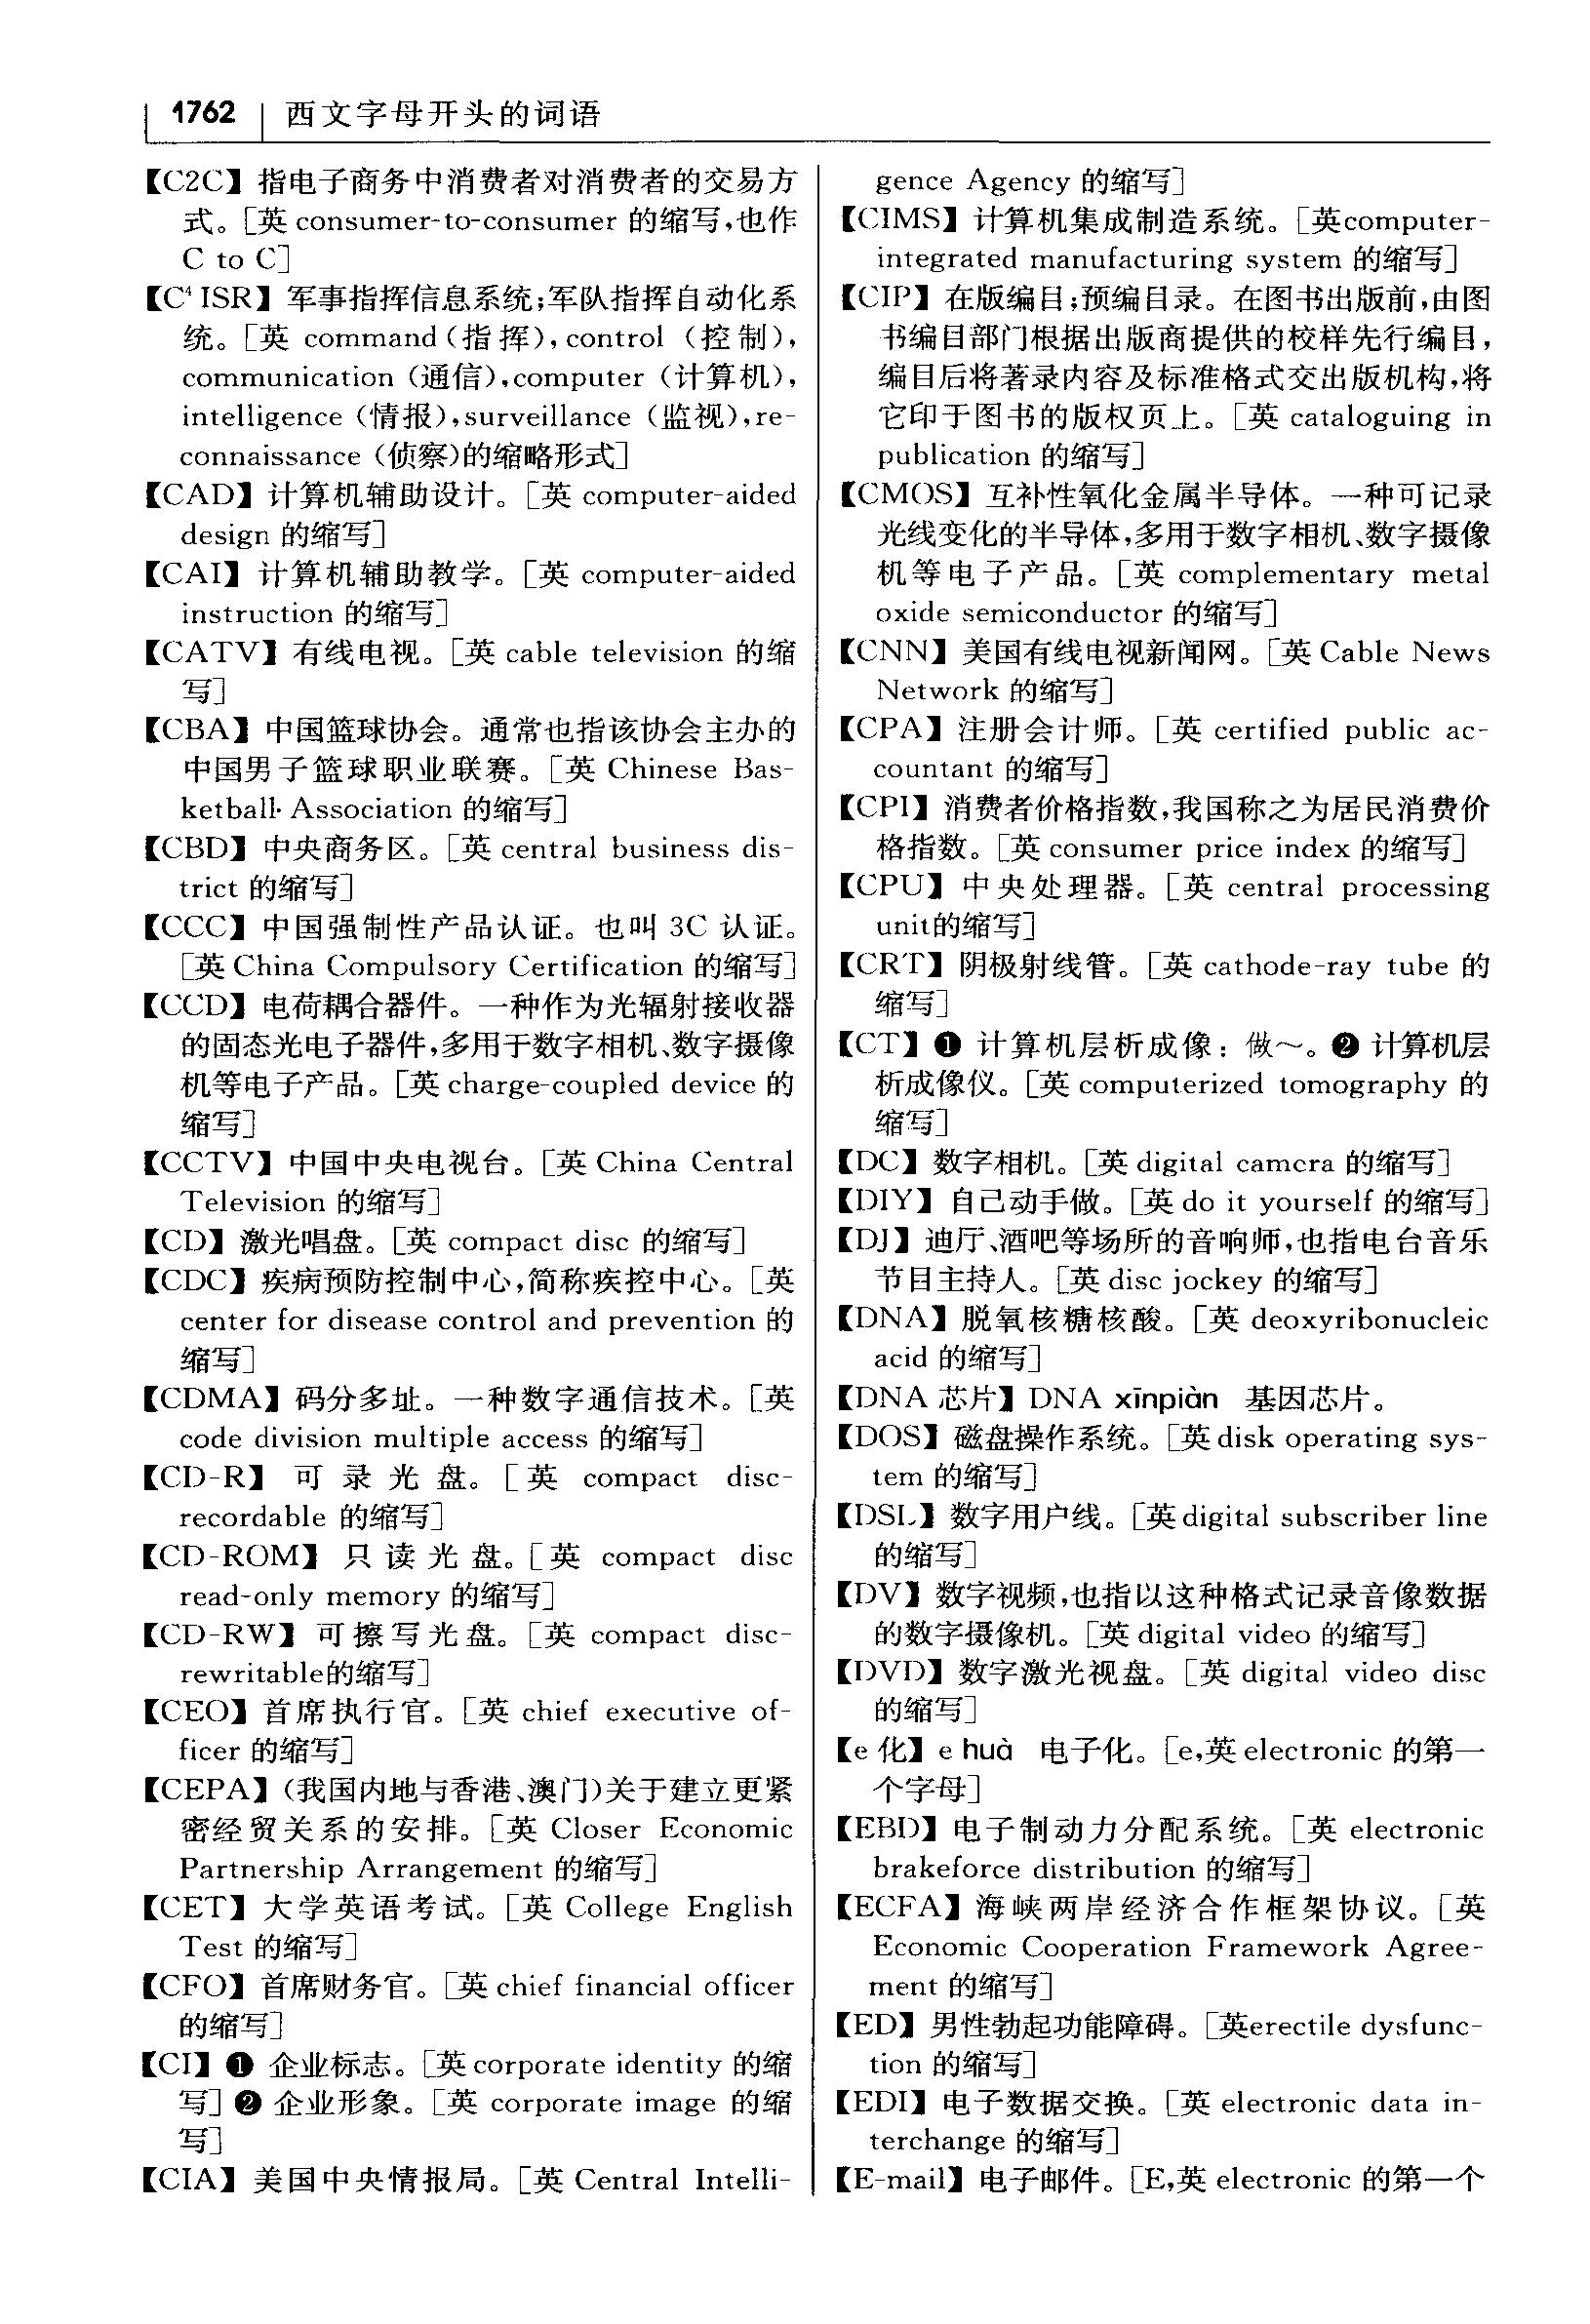 1762 西文字母开头的词语
【C2C】指电子商务中消费者对消费者的交易方
式。[英 consumer-to-consumer 的缩写,也作
C to C]
【C⁴ISR】军事指挥信息系统;军队指挥自动化系
统。[英 command(指挥),control (控制),
communication (通信),computer (计算机),
intelligence (情报),surveillance (监视),re-
connaissance (侦察)的缩略形式]
【CAD】计算机辅助设计。[英 computer-aided
design 的缩写]
【CAI】计算机辅助教学。[英 computer-aided
instruction 的缩写]
【CATV】有线电视。[英 cable television 的缩
写]
【CBA】中国篮球协会。通常也指该协会主办的
中国男子篮球职业联赛。[英 Chinese Bas-
ketball Association 的缩写]
【CBD】中央商务区。[英 central business dis-
trict 的缩写]
【CCC】中国强制性产品认证。也叫 3C 认证。
[英 China Compulsory Certification 的缩写]
【CCD】电荷耦合器件。一种作为光辐射接收器
的固态光电子器件,多用于数字相机、数字摄像
机等电子产品。[英 charge-coupled device 的
缩写]
【CCTV】中国中央电视台。[英 China Central
Television 的缩写]
【CD】激光唱盘。[英 compact disc 的缩写]
【CDC】疾病预防控制中心,简称疾控中心。[英
center for disease control and prevention 的
缩写]
【CDMA】码分多址。一种数字通信技术。[英
code division multiple access 的缩写]
【CD-R】可录光盘。[英 compact disc-
recordable 的缩写]
【CD-ROM】只读光盘。[英 compact disc
read-only memory 的缩写]
【CD-RW】可擦写光盘。[英 compact disc-
rewritable的缩写]
【CEO】首席执行官。[英 chief executive of-
ficer 的缩写]
【CEPA】(我国内地与香港、澳门)关于建立更紧
密经贸关系的安排。[英 Closer Economic
Partnership Arrangement 的缩写]
【CET】大学英语考试。[英 College English
Test 的缩写]
【CFO】首席财务官。[英 chief financial officer
的缩写]
【CI】❶ 企业标志。[英 corporate identity 的缩
写]❷ 企业形象。[英 corporate image 的缩
写]
【CIA】美国中央情报局。[英 Central Intelli-
gence Agency 的缩写]
【CIMS】计算机集成制造系统。[英computer-
integrated manufacturing system 的缩写]
【CIP】在版编目;预编目录。在图书出版前,由图
书编目部门根据出版商提供的校样先行编目,
编目后将著录内容及标准格式交出版机构,将
它印于图书的版权页上。[英 cataloguing in
publication 的缩写]
【CMOS】互补性氧化金属半导体。一种可记录
光线变化的半导体,多用于数字相机、数字摄像
机等电子产品。[英 complementary metal
oxide semiconductor 的缩写]
【CNN】美国有线电视新闻网。[英 Cable News
Network 的缩写]
【CPA】注册会计师。[英 certified public ac-
countant 的缩写]
【CPI】消费者价格指数,我国称之为居民消费价
格指数。[英 consumer price index 的缩写]
【CPU】中央处理器。[英 central processing
unit的缩写]
【CRT】阴极射线管。[英 cathode-ray tube 的
缩写]
【CT】❶ 计算机层析成像：做～。❷ 计算机层
析成像仪。[英 computerized tomography 的
缩写]
【DC】数字相机。[英 digital camera 的缩写]
【DIY】自己动手做。[英 do it yourself 的缩写]
【DJ】迪厅、酒吧等场所的音响师,也指电台音乐
节目主持人。[英 disc jockey 的缩写]
【DNA】脱氧核糖核酸。[英 deoxyribonucleic
acid 的缩写]
【DNA 芯片】DNA xīnpiàn 基因芯片。
【DOS】磁盘操作系统。[英 disk operating sys-
tem 的缩写]
【DSL】数字用户线。[英 digital subscriber line
的缩写]
【DV】数字视频,也指以这种格式记录音像数据
的数字摄像机。[英 digital video 的缩写]
【DVD】数字激光视盘。[英 digital video disc
的缩写]
【e 化】e huà 电子化。[e,英 electronic 的第一
个字母]
【EBD】电子制动力分配系统。[英 electronic
brakeforce distribution 的缩写]
【ECFA】海峡两岸经济合作框架协议。[英
Economic Cooperation Framework Agree-
ment 的缩写]
【ED】男性勃起功能障碍。[英erectile dysfunc-
tion 的缩写]
【EDI】电子数据交换。[英 electronic data in-
terchange 的缩写]
【E-mail】电子邮件。[E,英 electronic 的第一个